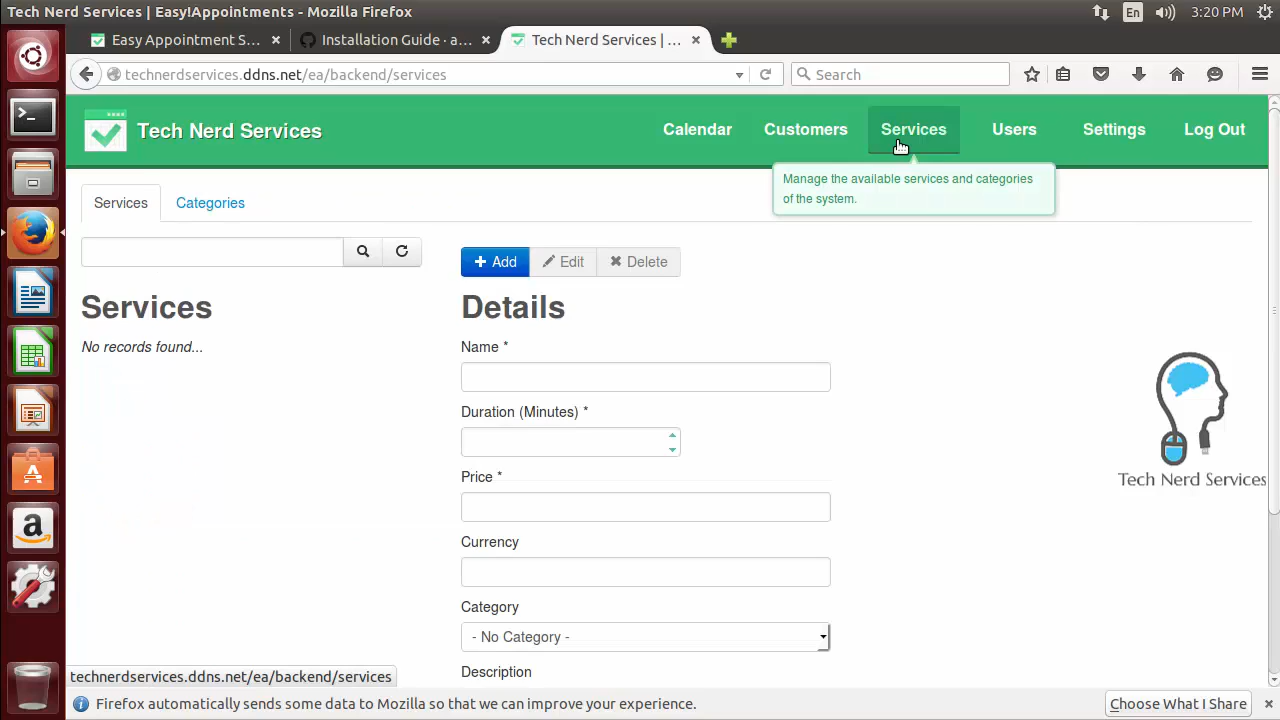 Tech Nerd Services | Easy!Appointments - Mozilla Firefox
En
3:20 PM
Easy Appointment S...
Installation Guide · a...
Tech Nerd Services | ...
technerdservices.ddns.net/ea/backend/services
Search
Tech Nerd Services
Calendar
Customers
Services
Users
Settings
Log Out
Manage the available services and categories
of the system.
Services
Categories
Add
Edit
Delete
Services
Details
No records found...
Name *
Duration (Minutes) *
Price *
Tech Nerd Services
Currency
Category
- No Category -
Description
technerdservices.ddns.net/ea/backend/services
Firefox automatically sends some data to Mozilla so that we can improve your experience.
Choose What I Share